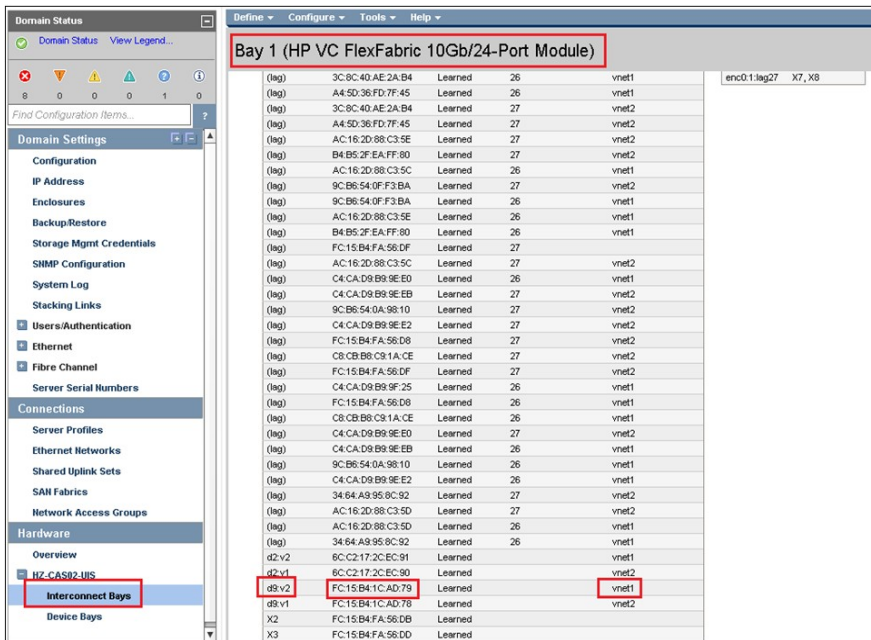 Domain Status
Define Configure Tools Help
Domain Status View Legend...
Bay 1 (HP VC FlexFabric 10Gb/24-Port Module)
8 0 0 0 1 0
Find Configuration Items... ?
Domain Settings
Configuration
IP Address
Enclosures
Backup/Restore
Storage Mgmt Credentials
SNMP Configuration
System Log
Stacking Links
Users/Authentication
Ethernet
Fibre Channel
Server Serial Numbers
Connections
Server Profiles
Ethernet Networks
Shared Uplink Sets
SAN Fabrics
Network Access Groups
Hardware
Overview
HZ-CAS02-UIS
Interconnect Bays
Device Bays
(lag) 3C:8C:40:AE:2A:B4 Learned 26 vnet1
(lag) A4:5D:36:FD:7F:45 Learned 26 vnet1
(lag) 3C:8C:40:AE:2A:B4 Learned 27 vnet2
(lag) A4:5D:36:FD:7F:45 Learned 27 vnet2
(lag) AC:16:2D:88:C3:5E Learned 27 vnet2
(lag) B4:B5:2F:EA:FF:80 Learned 27 vnet2
(lag) AC:16:2D:88:C3:5C Learned 26 vnet1
(lag) 9C:B6:54:0F:F3:BA Learned 27 vnet2
(lag) 9C:B6:54:0F:F3:BA Learned 26 vnet1
(lag) AC:16:2D:88:C3:5E Learned 26 vnet1
(lag) B4:B5:2F:EA:FF:80 Learned 26 vnet1
(lag) FC:15:B4:FA:56:DF Learned 27
(lag) AC:16:2D:88:C3:5C Learned 27 vnet2
(lag) C4:CA:D9:B9:9E:E0 Learned 26 vnet1
(lag) C4:CA:D9:B9:9E:EB Learned 27 vnet2
(lag) 9C:B6:54:0A:98:10 Learned 27 vnet2
(lag) C4:CA:D9:B9:9E:E2 Learned 27 vnet2
(lag) FC:15:B4:FA:56:D8 Learned 27 vnet2
(lag) C8:CB:B8:C9:1A:CE Learned 27 vnet2
(lag) FC:15:B4:FA:56:DF Learned 27 vnet2
(lag) C4:CA:D9:B9:9F:25 Learned 26 vnet1
(lag) FC:15:B4:FA:56:D8 Learned 26 vnet1
(lag) C8:CB:B8:C9:1A:CE Learned 26 vnet1
(lag) C4:CA:D9:B9:9E:E0 Learned 27 vnet2
(lag) C4:CA:D9:B9:9E:EB Learned 26 vnet1
(lag) 9C:B6:54:0A:98:10 Learned 26 vnet1
(lag) C4:CA:D9:B9:9E:E2 Learned 26 vnet1
(lag) 34:64:A9:95:8C:92 Learned 27 vnet2
(lag) AC:16:2D:88:C3:5D Learned 27 vnet2
(lag) AC:16:2D:88:C3:5D Learned 26 vnet1
(lag) 34:64:A9:95:8C:92 Learned 26 vnet1
d2:v2 6C:C2:17:2C:EC:91 Learned vnet1
d2:v1 6C:C2:17:2C:EC:90 Learned vnet2
d9:v2 FC:15:B4:1C:AD:79 Learned vnet1
d9:v1 FC:15:B4:1C:AD:78 Learned vnet2
X2 FC:15:B4:FA:56:DB Learned
X3 FC:15:B4:FA:56:DD Learned
enc0:1:lag27 X7, X8